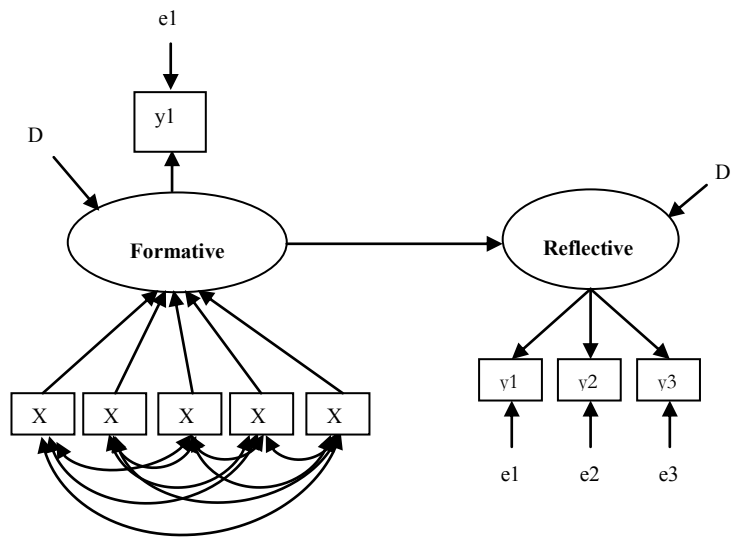 e1
y1
D
D
Formative
Reflective
y1 y2 y3
X X X X X
e1 e2 e3